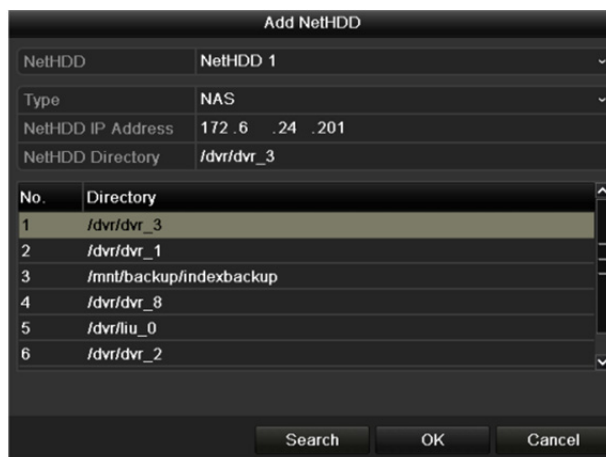 Add NetHDD
NetHDD NetHDD 1
Type NAS
NetHDD IP Address 172 .6 .24 .201
NetHDD Directory /dvr/dvr_3
No. Directory
1 /dvr/dvr_3
2 /dvr/dvr_1
3 /mnt/backup/indexbackup
4 /dvr/dvr_8
5 /dvr/liu_0
6 /dvr/dvr_2
Search OK Cancel